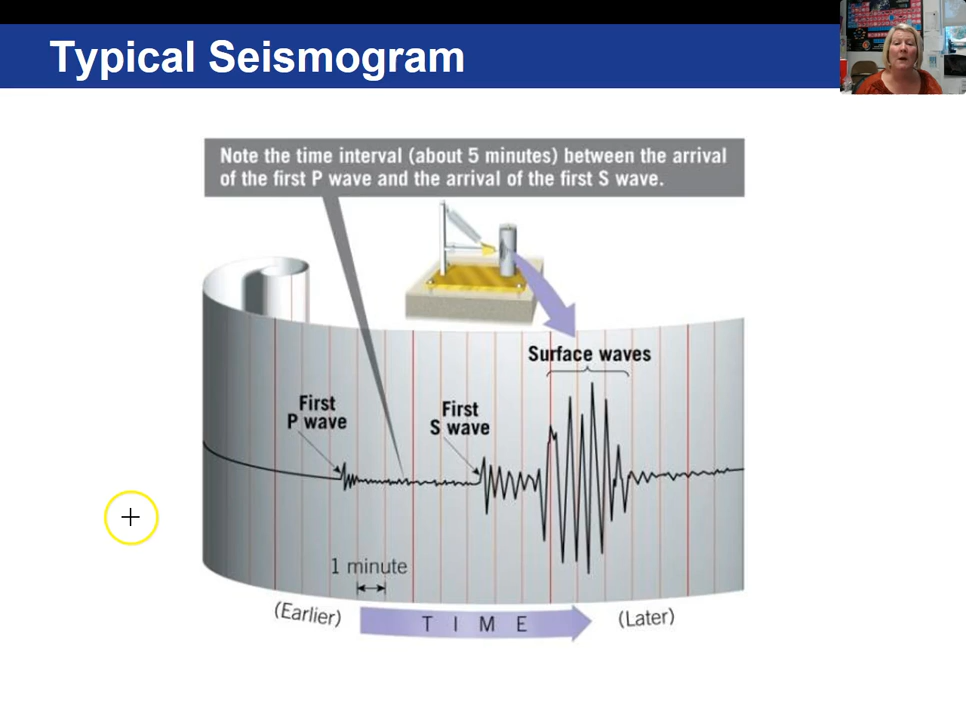 Typical Seismogram
Note the time interval (about 5 minutes) between the arrival
of the first P wave and the arrival of the first S wave.
Surface waves
First
P wave
First
S wave
1 minute
(Earlier)
T I M E
(Later)